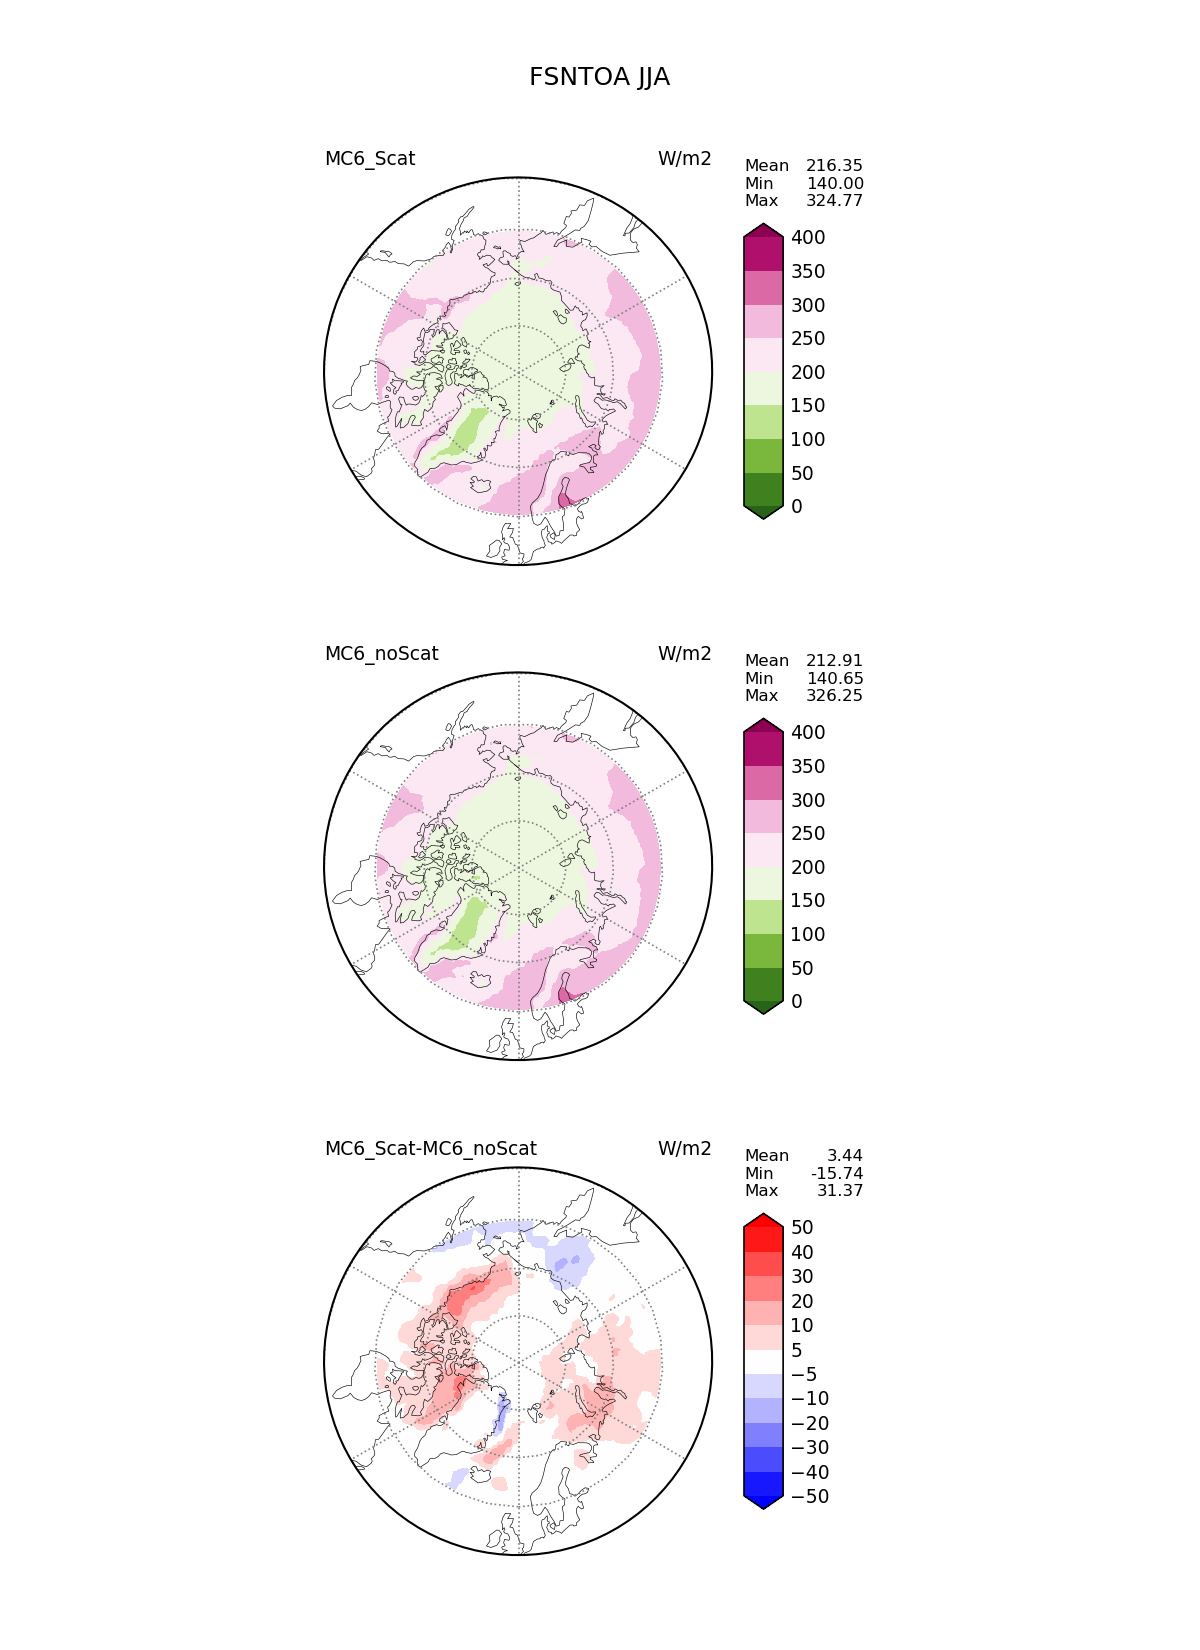 FSNTOA JJA
MC6_Scat W/m2
Mean 216.35
Min 140.00
Max 324.77
400
350
300
250
200
150
100
50
0
MC6_noScat W/m2
Mean 212.91
Min 140.65
Max 326.25
400
350
300
250
200
150
100
50
0
MC6_Scat-MC6_noScat W/m2
Mean 3.44
Min -15.74
Max 31.37
50
40
30
20
10
5
−5
−10
−20
−30
−40
−50